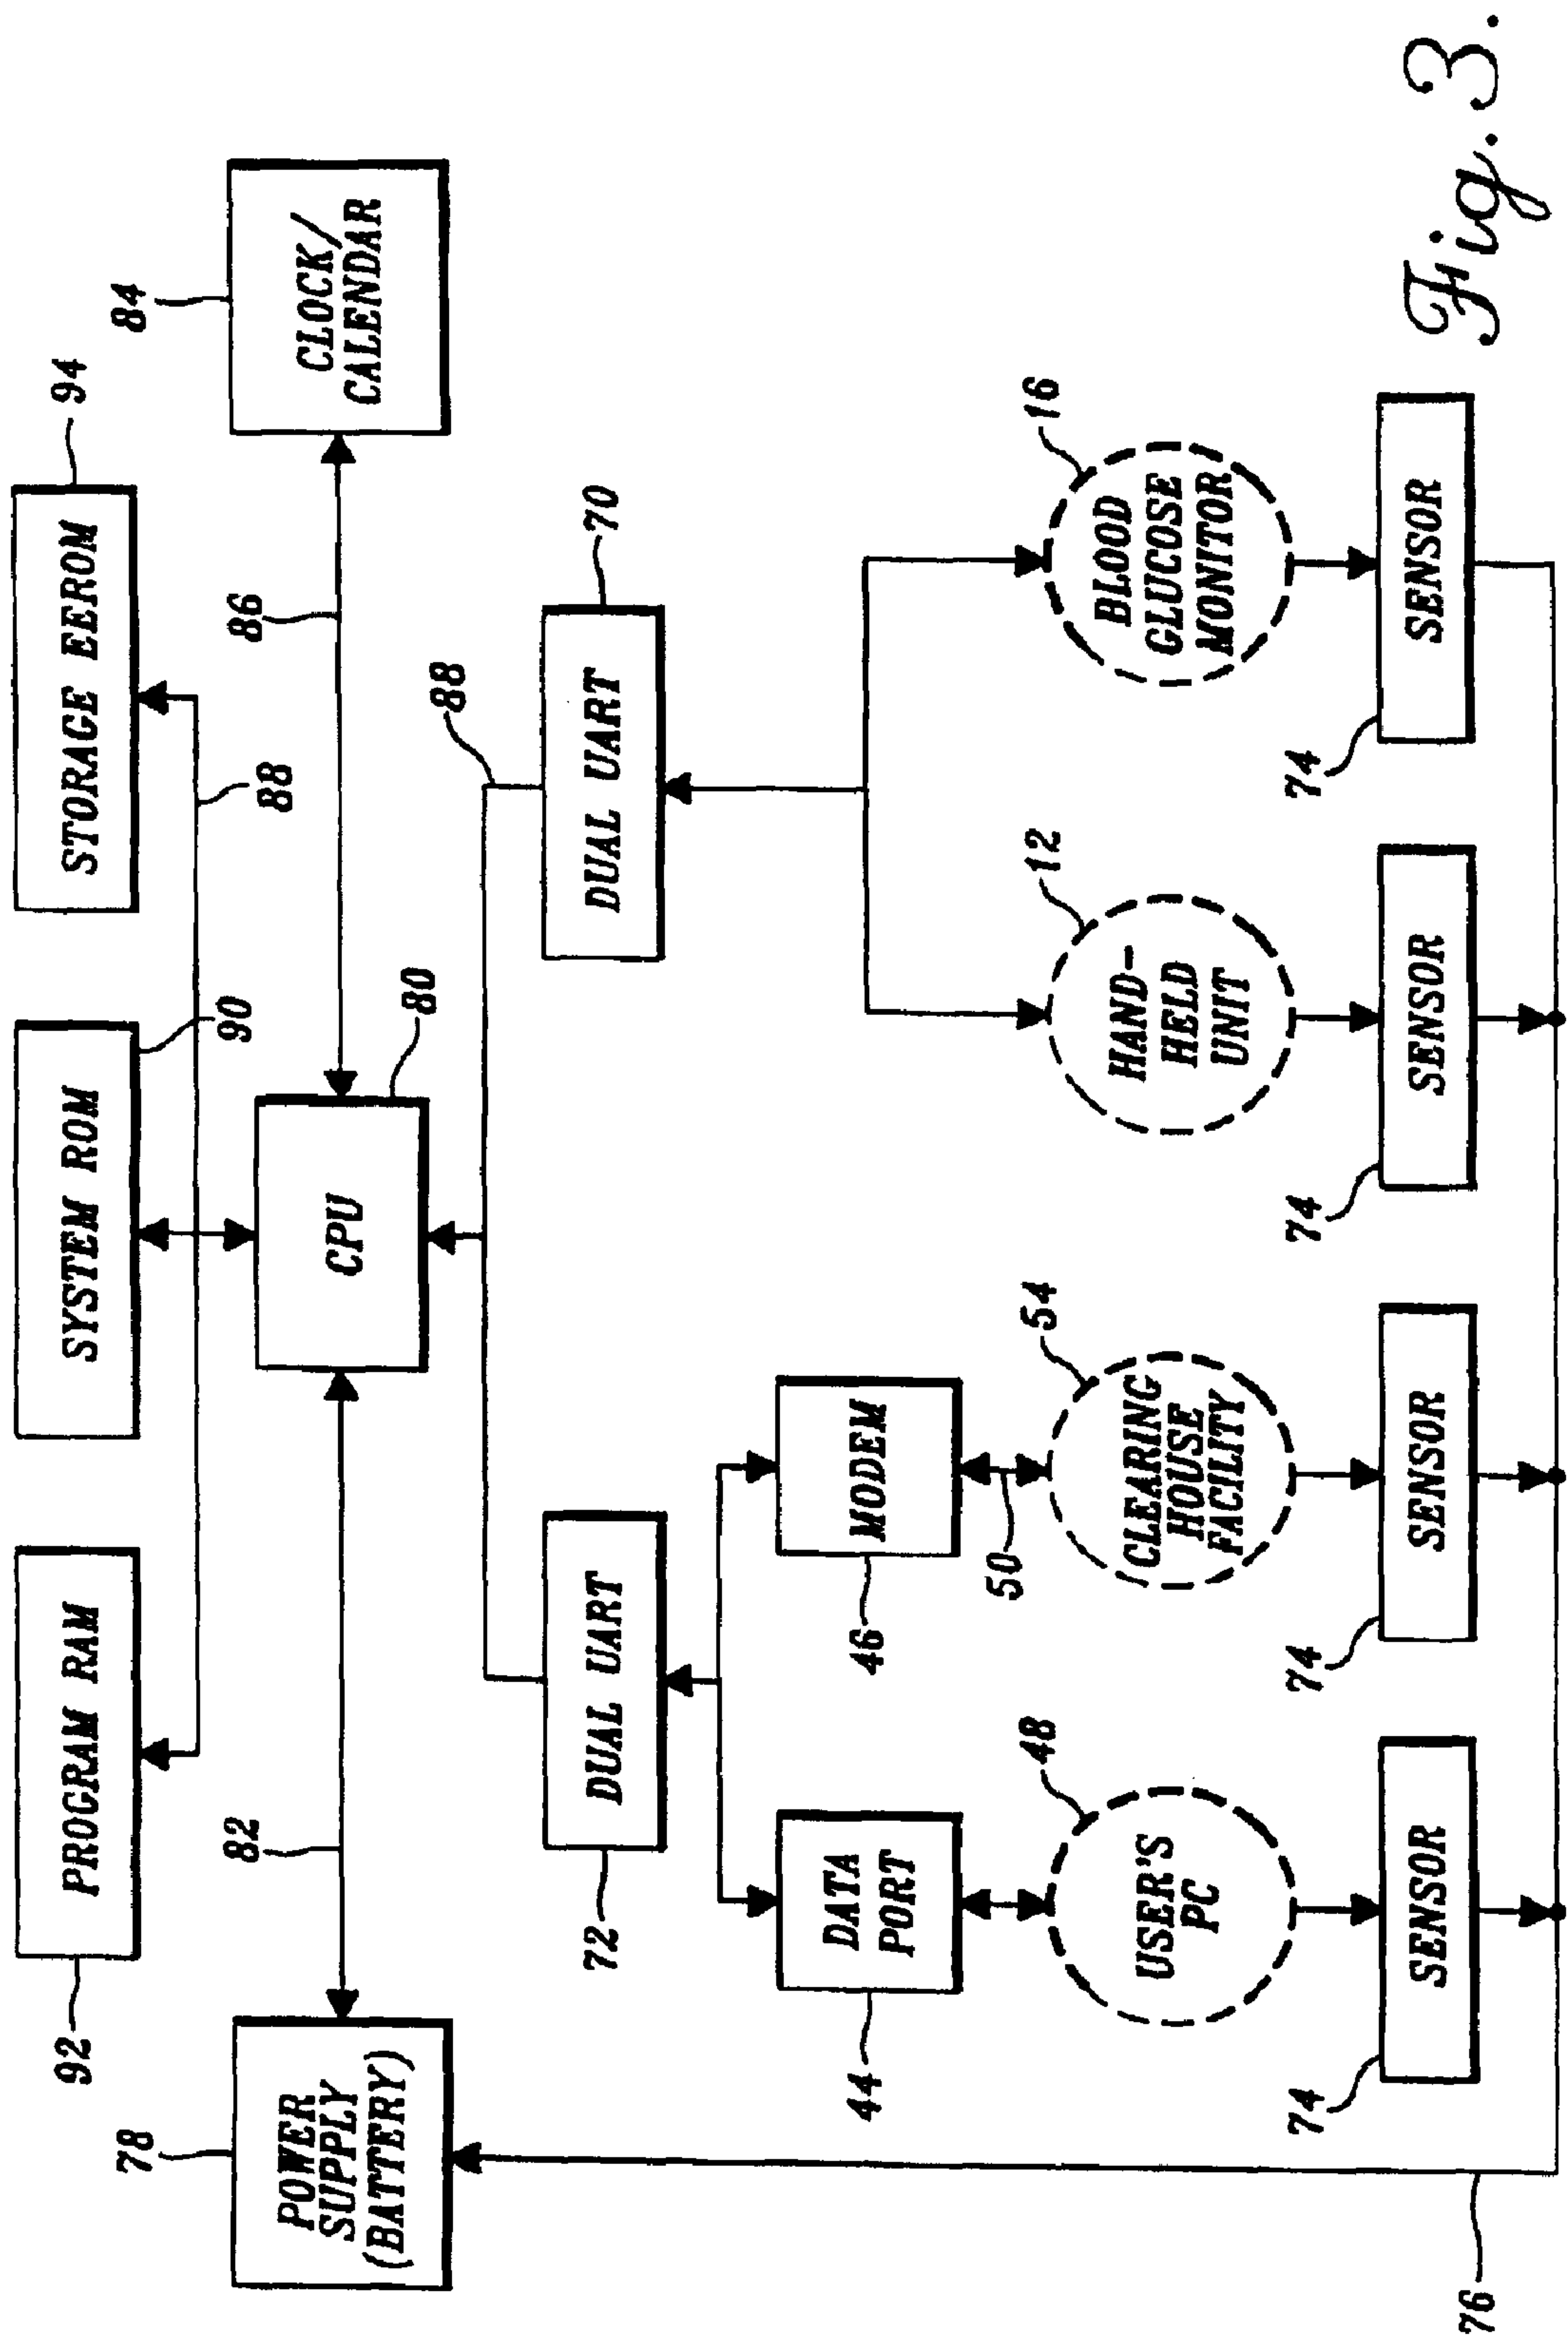 92
PROGRAM RAM
SYSTEM ROM
90
STORAGE EEROM
94
88
78
POWER
SUPPLY
(BATTERY)
82
CPU
80
86
84
CLOCK/
CALENDAR
88
72
DUAL UART
DUAL UART
70
44
DATA
PORT
46
MODEM
50
48
USER'S
PC
54
CLEARING
HOUSE
FACILITY
12
HAND-
HELD
UNIT
16
BLOOD
GLUCOSE
MONITOR
74
SENSOR
74
SENSOR
74
SENSOR
74
SENSOR
76
Fig. 3.